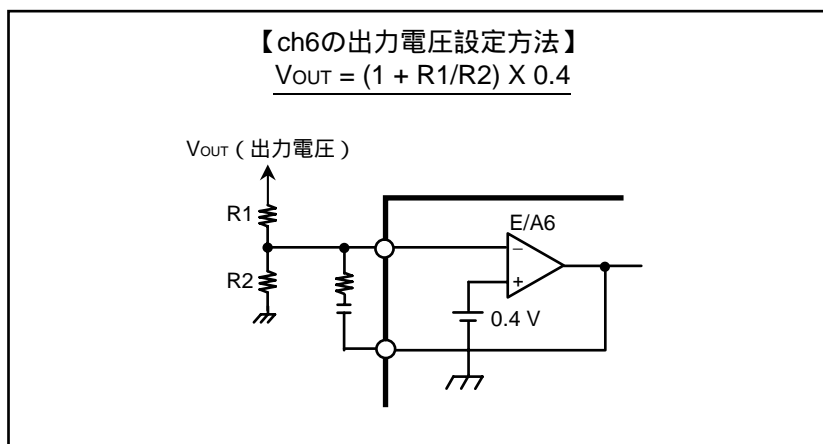 【ch6の出力電圧設定方法】
VOUT = (1 + R1/R2) X 0.4
VOUT（出力電圧）
R1
E/A6
−
R2
+
0.4 V